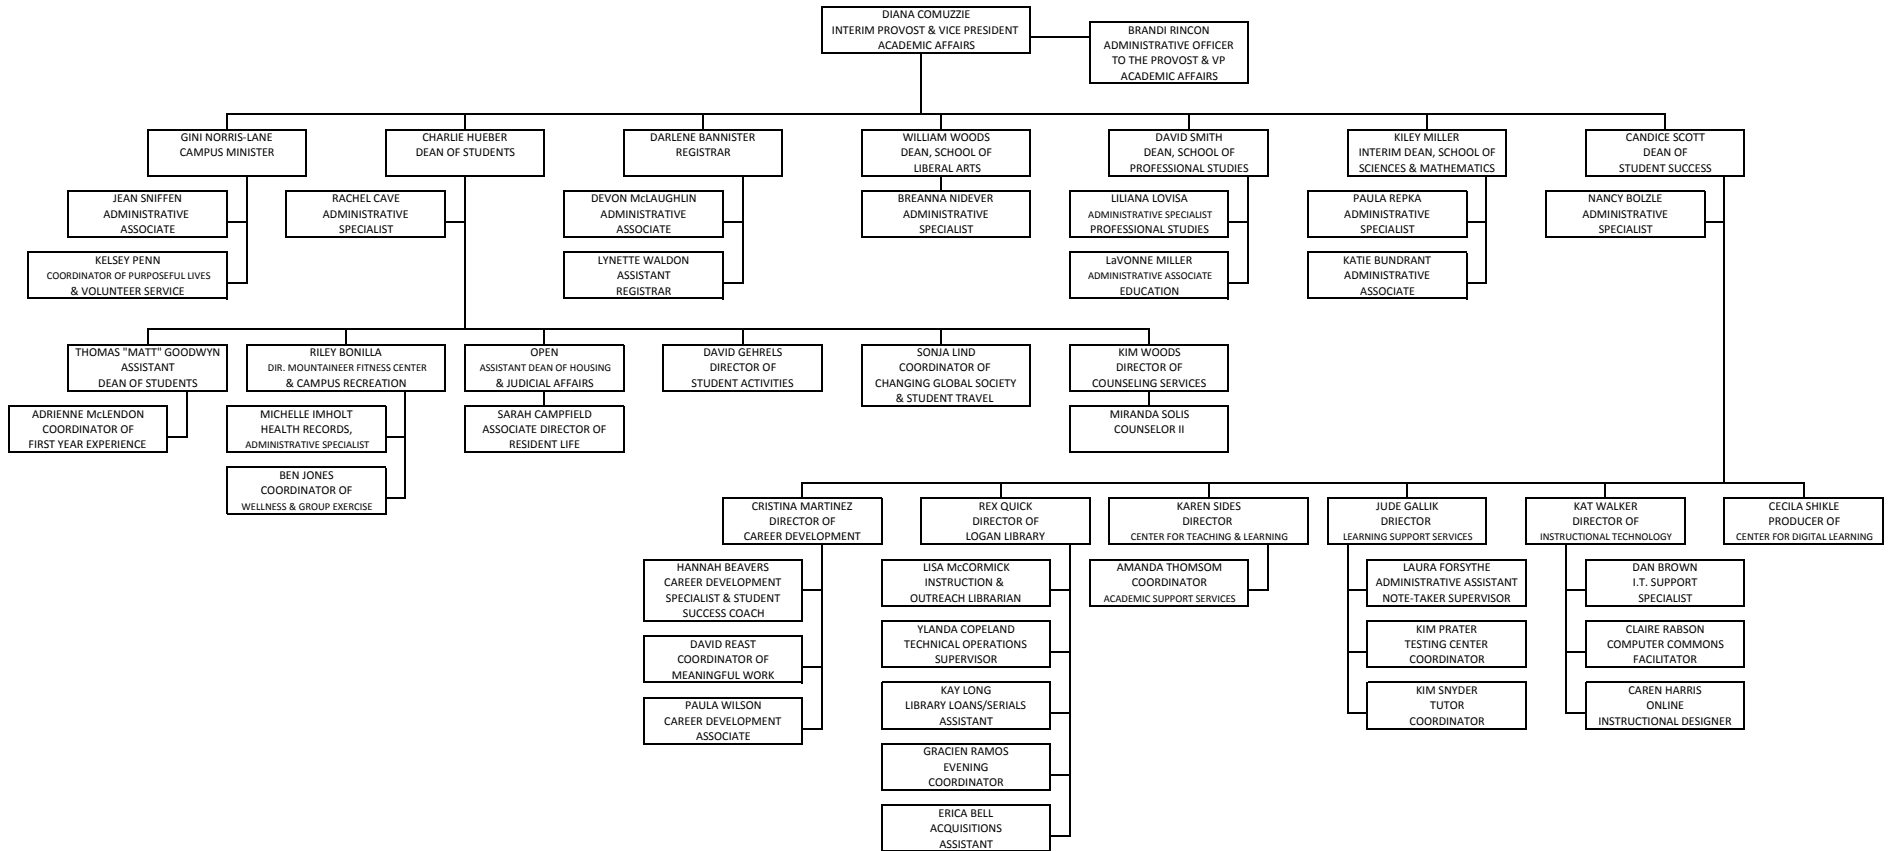 DIANA COMUZZIE
INTERIM PROVOST & VICE PRESIDENT
ACADEMIC AFFAIRS
BRANDI RINCON
ADMINISTRATIVE OFFICER
TO THE PROVOST & VP
ACADEMIC AFFAIRS
GINI NORRIS-LANE
CAMPUS MINISTER
CHARLIE HUEBER
DEAN OF STUDENTS
DARLENE BANNISTER
REGISTRAR
WILLIAM WOODS
DEAN, SCHOOL OF
LIBERAL ARTS
DAVID SMITH
DEAN, SCHOOL OF
PROFESSIONAL STUDIES
KILEY MILLER
INTERIM DEAN, SCHOOL OF
SCIENCES & MATHEMATICS
CANDICE SCOTT
DEAN OF
STUDENT SUCCESS
JEAN SNIFFEN
ADMINISTRATIVE
ASSOCIATE
RACHEL CAVE
ADMINISTRATIVE
SPECIALIST
DEVON McLAUGHLIN
ADMINISTRATIVE
ASSOCIATE
BREANNA NIDEVER
ADMINISTRATIVE
SPECIALIST
LILIANA LOVISA
ADMINISTRATIVE SPECIALIST
PROFESSIONAL STUDIES
PAULA REPKA
ADMINISTRATIVE
SPECIALIST
NANCY BOLZLE
ADMINISTRATIVE
SPECIALIST
KELSEY PENN
COORDINATOR OF PURPOSEFUL LIVES
& VOLUNTEER SERVICE
LYNETTE WALDON
ASSISTANT
REGISTRAR
LaVONNE MILLER
ADMINISTRATIVE ASSOCIATE
EDUCATION
KATIE BUNDRANT
ADMINISTRATIVE
ASSOCIATE
THOMAS "MATT" GOODWYN
ASSISTANT
DEAN OF STUDENTS
RILEY BONILLA
DIR. MOUNTAINEER FITNESS CENTER
& CAMPUS RECREATION
OPEN
ASSISTANT DEAN OF HOUSING
& JUDICIAL AFFAIRS
DAVID GEHRELS
DIRECTOR OF
STUDENT ACTIVITIES
SONJA LIND
COORDINATOR OF
CHANGING GLOBAL SOCIETY
& STUDENT TRAVEL
KIM WOODS
DIRECTOR OF
COUNSELING SERVICES
ADRIENNE McLENDON
COORDINATOR OF
FIRST YEAR EXPERIENCE
MICHELLE IMHOLT
HEALTH RECORDS,
ADMINISTRATIVE SPECIALIST
SARAH CAMPFIELD
ASSOCIATE DIRECTOR OF
RESIDENT LIFE
MIRANDA SOLIS
COUNSELOR II
BEN JONES
COORDINATOR OF
WELLNESS & GROUP EXERCISE
CRISTINA MARTINEZ
DIRECTOR OF
CAREER DEVELOPMENT
REX QUICK
DIRECTOR OF
LOGAN LIBRARY
KAREN SIDES
DIRECTOR
CENTER FOR TEACHING & LEARNING
JUDE GALLIK
DRIECTOR
LEARNING SUPPORT SERVICES
KAT WALKER
DIRECTOR OF
INSTRUCTIONAL TECHNOLOGY
CECILA SHIKLE
PRODUCER OF
CENTER FOR DIGITAL LEARNING
HANNAH BEAVERS
CAREER DEVELOPMENT
SPECIALIST & STUDENT
SUCCESS COACH
LISA McCORMICK
INSTRUCTION &
OUTREACH LIBRARIAN
AMANDA THOMSOM
COORDINATOR
ACADEMIC SUPPORT SERVICES
LAURA FORSYTHE
ADMINISTRATIVE ASSISTANT
NOTE-TAKER SUPERVISOR
DAN BROWN
I.T. SUPPORT
SPECIALIST
DAVID REAST
COORDINATOR OF
MEANINGFUL WORK
YLANDA COPELAND
TECHNICAL OPERATIONS
SUPERVISOR
KIM PRATER
TESTING CENTER
COORDINATOR
CLAIRE RABSON
COMPUTER COMMONS
FACILITATOR
PAULA WILSON
CAREER DEVELOPMENT
ASSOCIATE
KAY LONG
LIBRARY LOANS/SERIALS
ASSISTANT
KIM SNYDER
TUTOR
COORDINATOR
CAREN HARRIS
ONLINE
INSTRUCTIONAL DESIGNER
GRACIEN RAMOS
EVENING
COORDINATOR
ERICA BELL
ACQUISITIONS
ASSISTANT